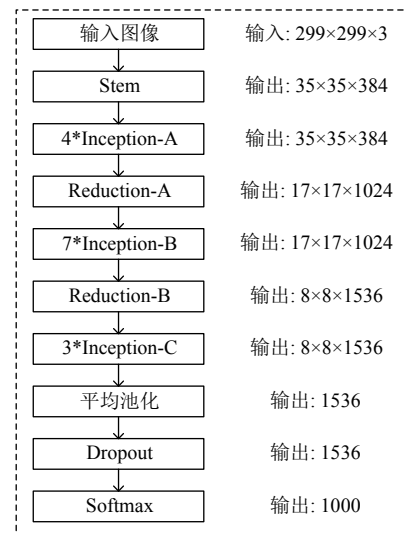 输入图像 输入: 299×299×3
Stem 输出: 35×35×384
4*Inception-A 输出: 35×35×384
Reduction-A 输出: 17×17×1024
7*Inception-B 输出: 17×17×1024
Reduction-B 输出: 8×8×1536
3*Inception-C 输出: 8×8×1536
平均池化 输出: 1536
Dropout 输出: 1536
Softmax 输出: 1000